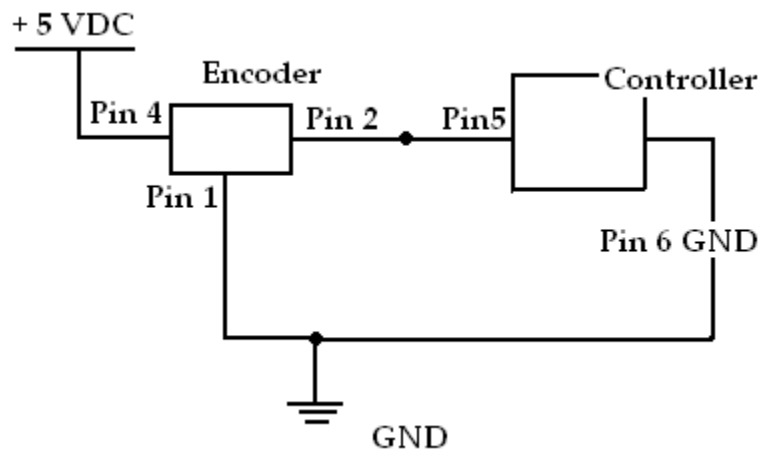 + 5 VDC
Encoder
Controller
Pin 4
Pin 2
Pin5
Pin 1
Pin 6 GND
GND